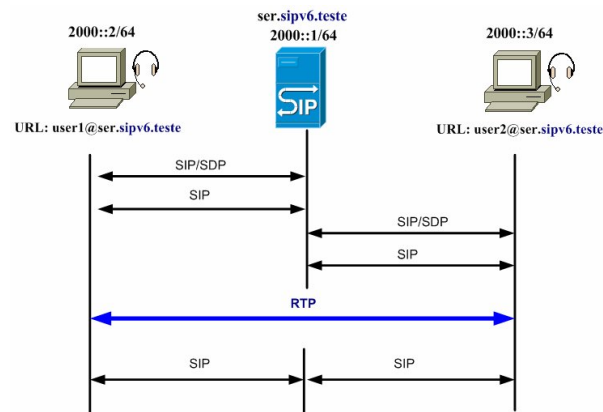 ser.sipv6.teste
2000::2/64
2000::1/64
2000::3/64
SIP
URL: user1@ser.sipv6.teste
URL: user2@ser.sipv6.teste
SIP/SDP
SIP
SIP/SDP
SIP
RTP
SIP
SIP